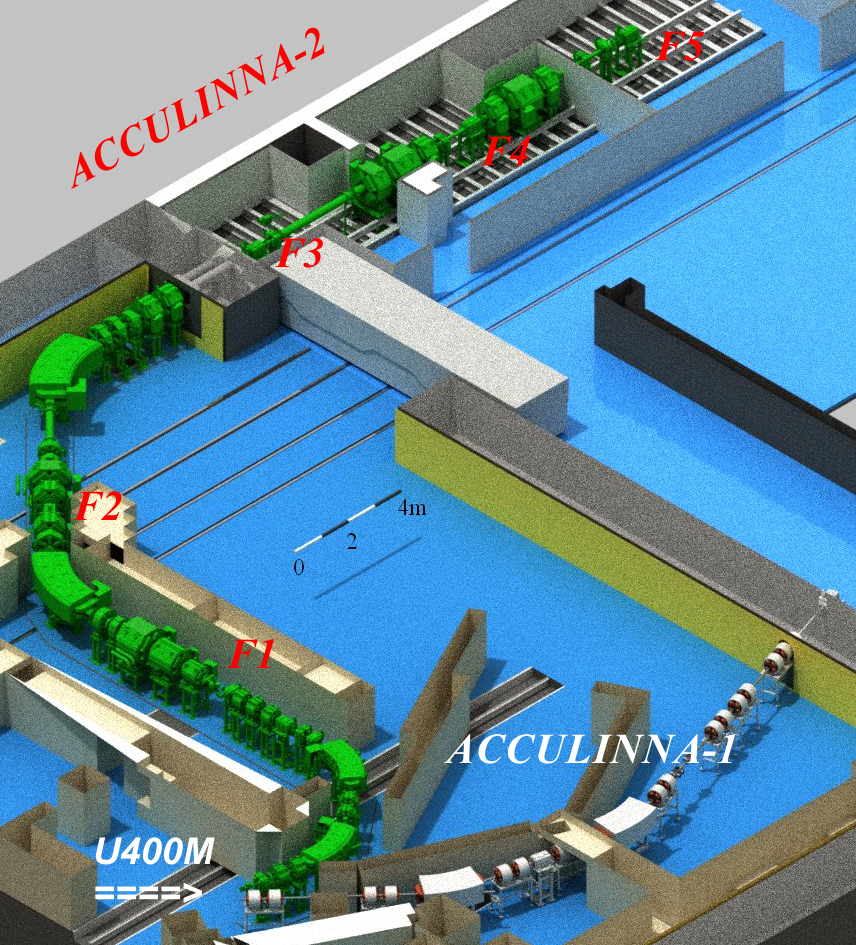 ACCULINNA-2
F5
F4
F3
F2
4m
2
0
F1
ACCULINNA-1
U400M
====>